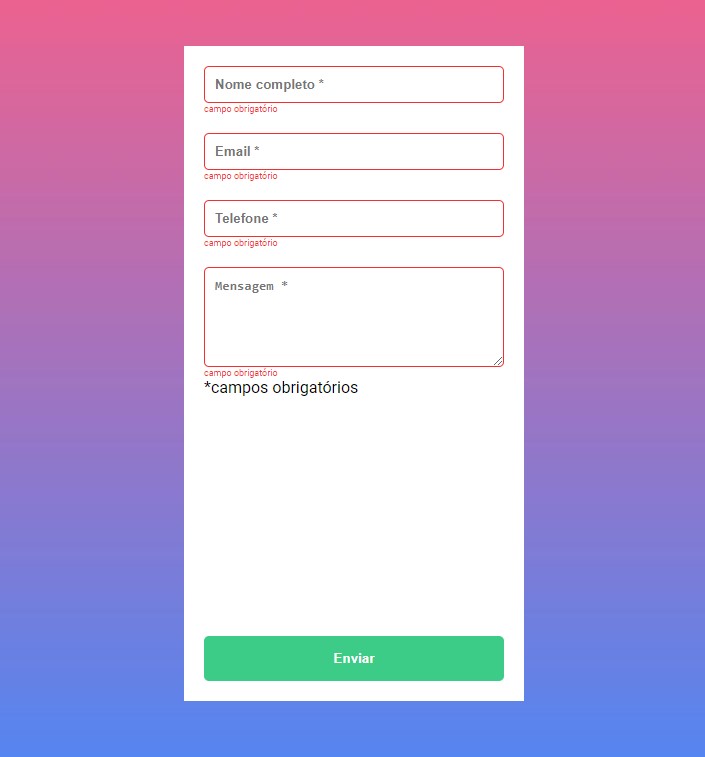 Nome completo *
campo obrigatório
Email *
campo obrigatório
Telefone *
campo obrigatório
Mensagem *
campo obrigatório
*campos obrigatórios
Enviar